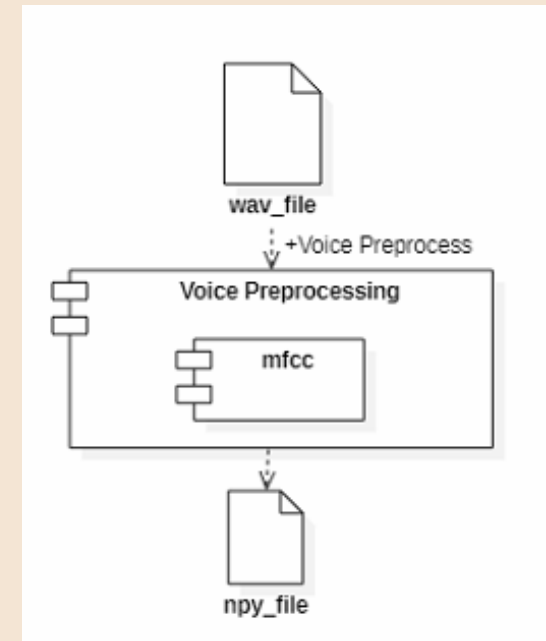 wav_file
+Voice Preprocess
Voice Preprocessing
mfcc
npy_file